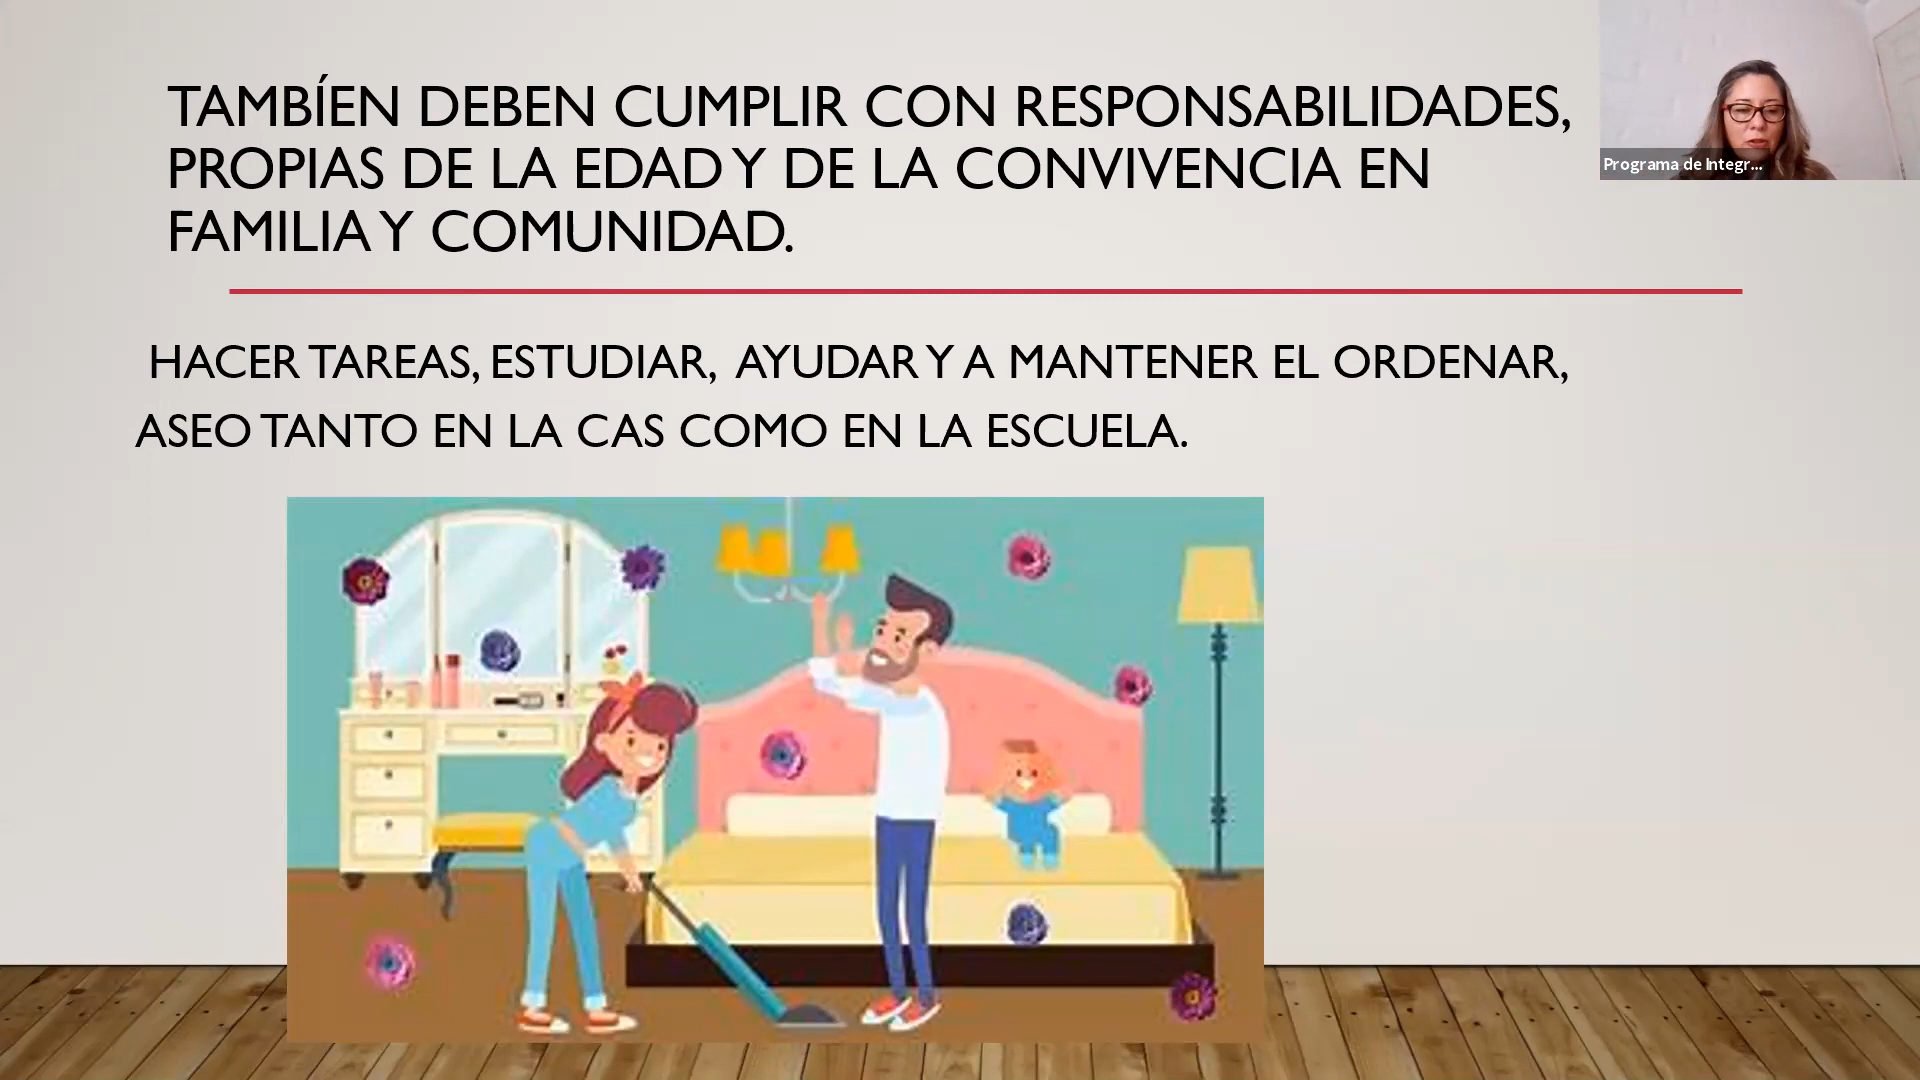 TAMBÍEN DEBEN CUMPLIR CON RESPONSABILIDADES,
PROPIAS DE LA EDAD Y DE LA CONVIVENCIA EN
FAMILIA Y COMUNIDAD.
Programa de Integr...
HACER TAREAS, ESTUDIAR, AYUDAR Y A MANTENER EL ORDENAR,
ASEO TANTO EN LA CAS COMO EN LA ESCUELA.